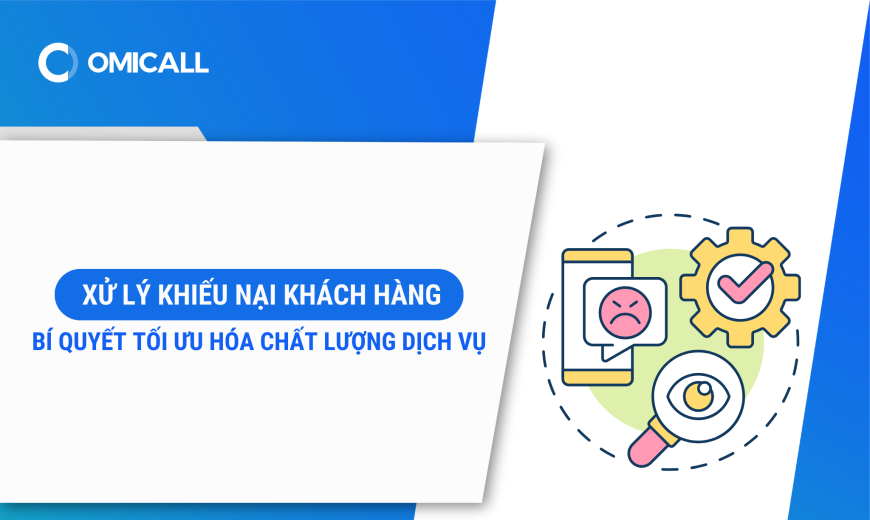 OMICALL
XỬ LÝ KHIẾU NẠI KHÁCH HÀNG
BÍ QUYẾT TỐI ƯU HÓA CHẤT LƯỢNG DỊCH VỤ